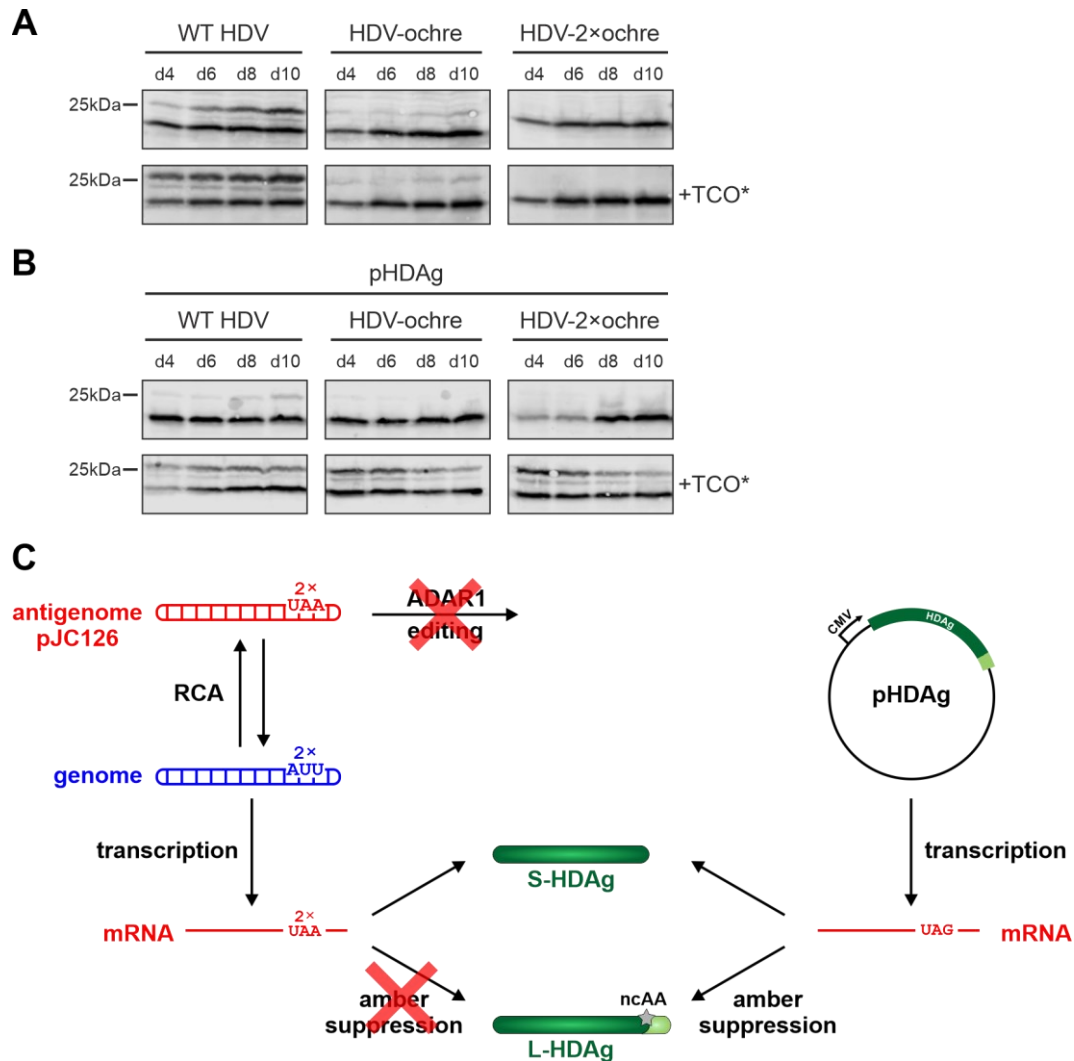 A
WT HDV HDV-ochre HDV-2×ochre
d4 d6 d8 d10 d4 d6 d8 d10 d4 d6 d8 d10
25kDa
25kDa
+TCO*
B
pHDAg
WT HDV HDV-ochre HDV-2×ochre
d4 d6 d8 d10 d4 d6 d8 d10 d4 d6 d8 d10
25kDa
25kDa
+TCO*
C
antigenome
pJC126
2×
UAA
ADAR1
editing
RCA
genome
2×
AUU
transcription
mRNA
2×
UAA
amber
suppression
S-HDAg
ncAA
L-HDAg
CMV
HDAg
pHDAg
transcription
UAG
mRNA
amber
suppression